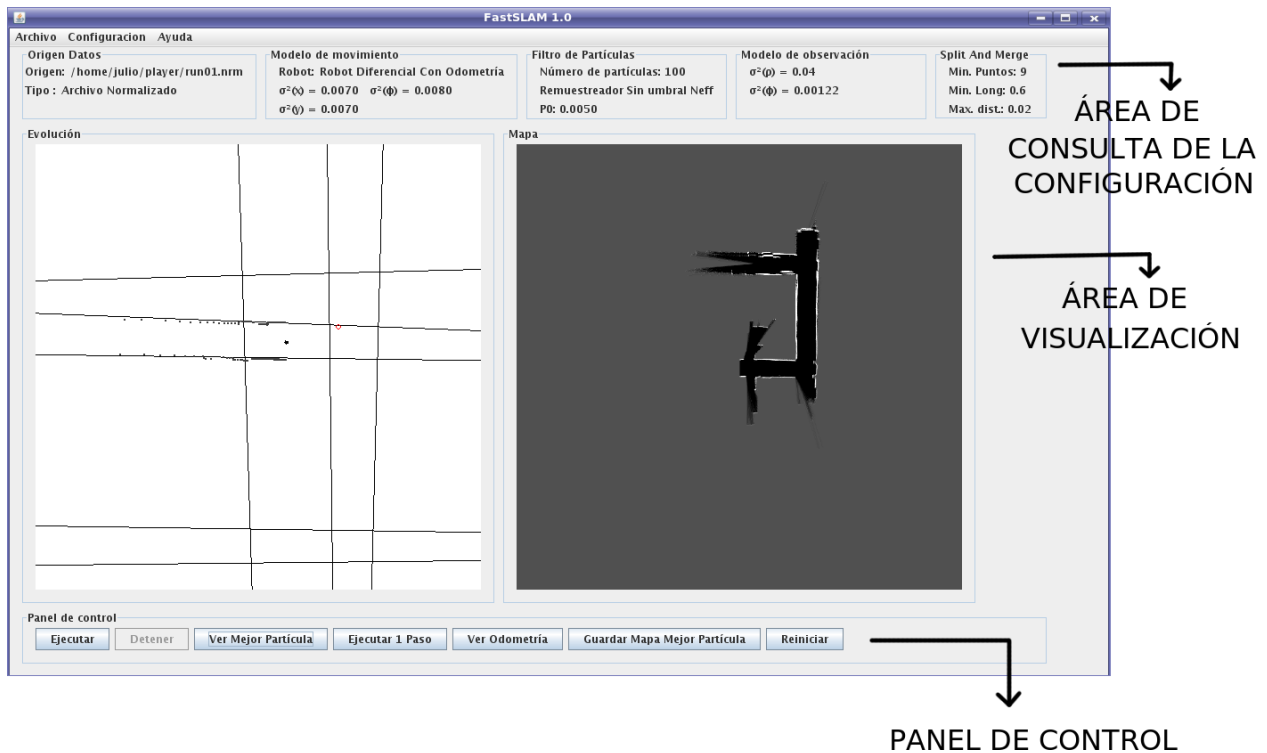 FastSLAM 1.0
Archivo Configuracion Ayuda
Origen Datos
Origen: /home/julio/player/run01.nrm
Tipo : Archivo Normalizado
Modelo de movimiento
Robot: Robot Diferencial Con Odometría
σ²(x) = 0.0070 σ²(ϕ) = 0.0080
σ²(y) = 0.0070
Filtro de Partículas
Número de partículas: 100
Remuestreador Sin umbral Neff
P0: 0.0050
Modelo de observación
σ²(ρ) = 0.04
σ²(ϕ) = 0.00122
Split And Merge
Min. Puntos: 9
Min. Long: 0.6
Max. dist.: 0.02
ÁREA DE
CONSULTA DE LA
CONFIGURACIÓN
Evolución
Mapa
ÁREA DE
VISUALIZACIÓN
Panel de control
Ejecutar Detener Ver Mejor Partícula Ejecutar 1 Paso Ver Odometría Guardar Mapa Mejor Partícula Reiniciar
PANEL DE CONTROL